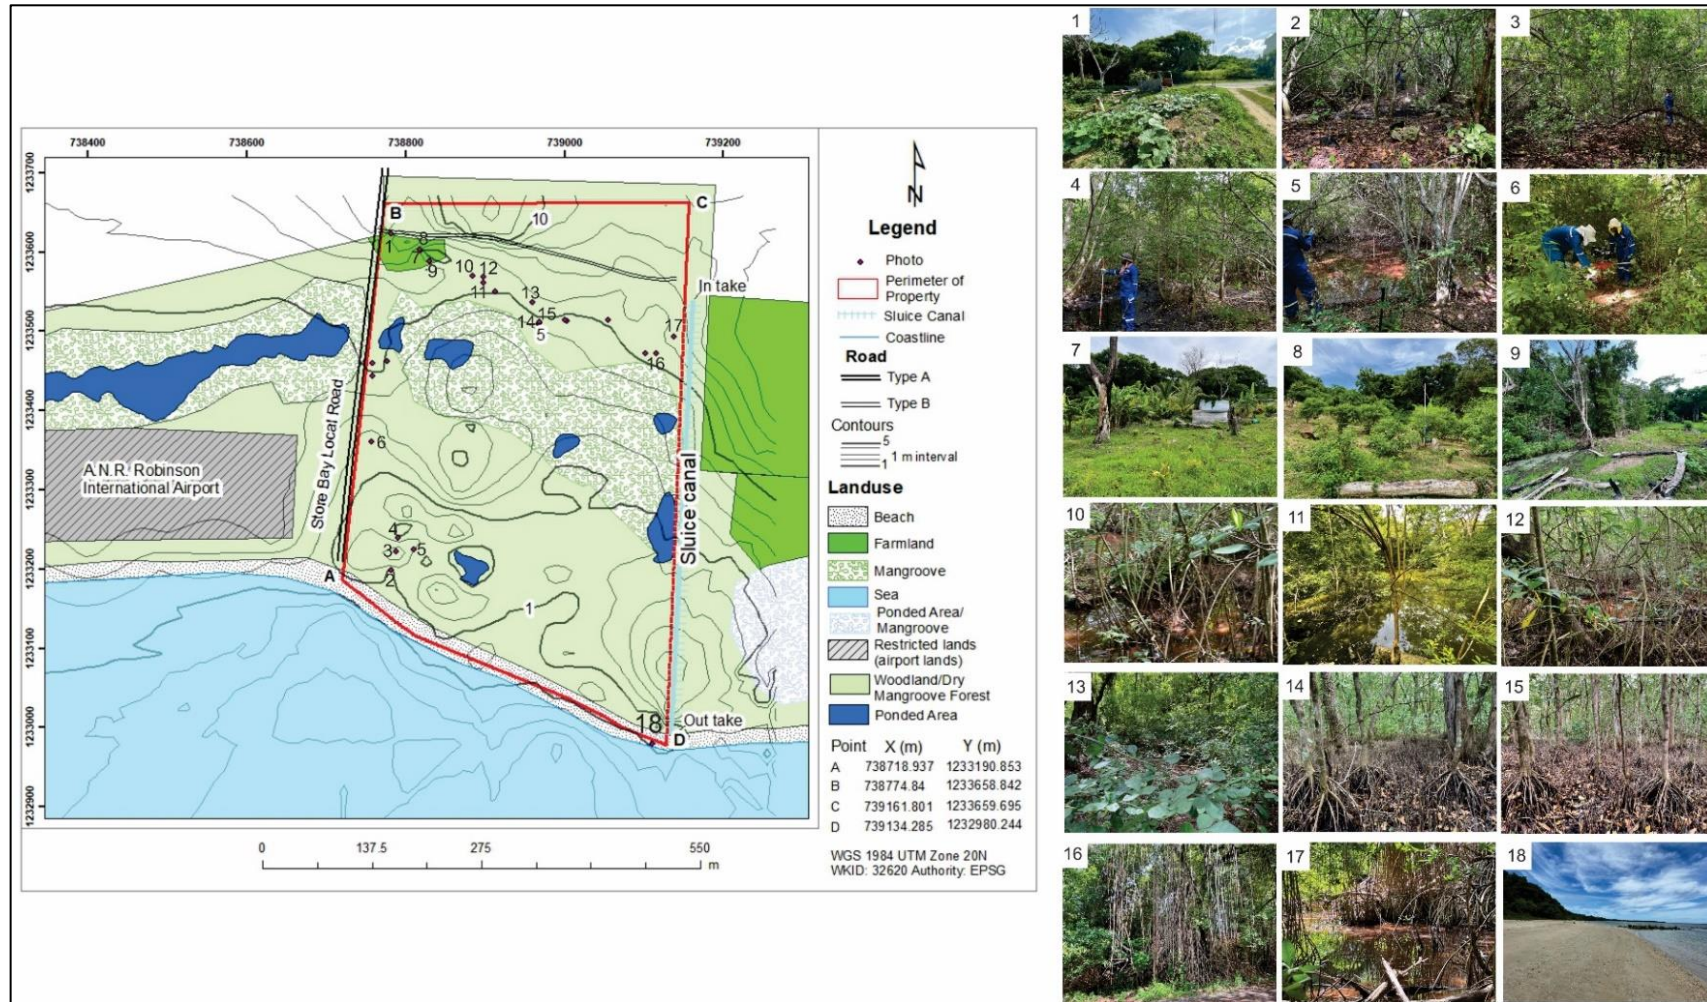 738400 738600 738800 739000 739200
1233700
1233600
1233500
1233400
1233300
1233200
1233100
1233000
1232900
B
C
10
1
8
7
9
10
12
11
13
14
15
5
16
17
In take
6
Store Bay Local Road
A.N.R. Robinson
International Airport
Sluice canal
4
3
5
2
A
1
18
Out take
D
0 137.5 275 550
m
N
Legend
Photo
Perimeter of
Property
Sluice Canal
Coastline
Road
Type A
Type B
Contours
5
1 m interval
1
Landuse
Beach
Farmland
Mangroove
Sea
Ponded Area/
Mangroove
Restricted lands
(airport lands)
Woodland/Dry
Mangroove Forest
Ponded Area
Point X (m) Y (m)
A 738718.937 1233190.853
B 738774.84 1233658.842
C 739161.801 1233659.695
D 739134.285 1232980.244
WGS 1984 UTM Zone 20N
WKID: 32620 Authority: EPSG
1 2 3
4 5 6
7 8 9
10 11 12
13 14 15
16 17 18